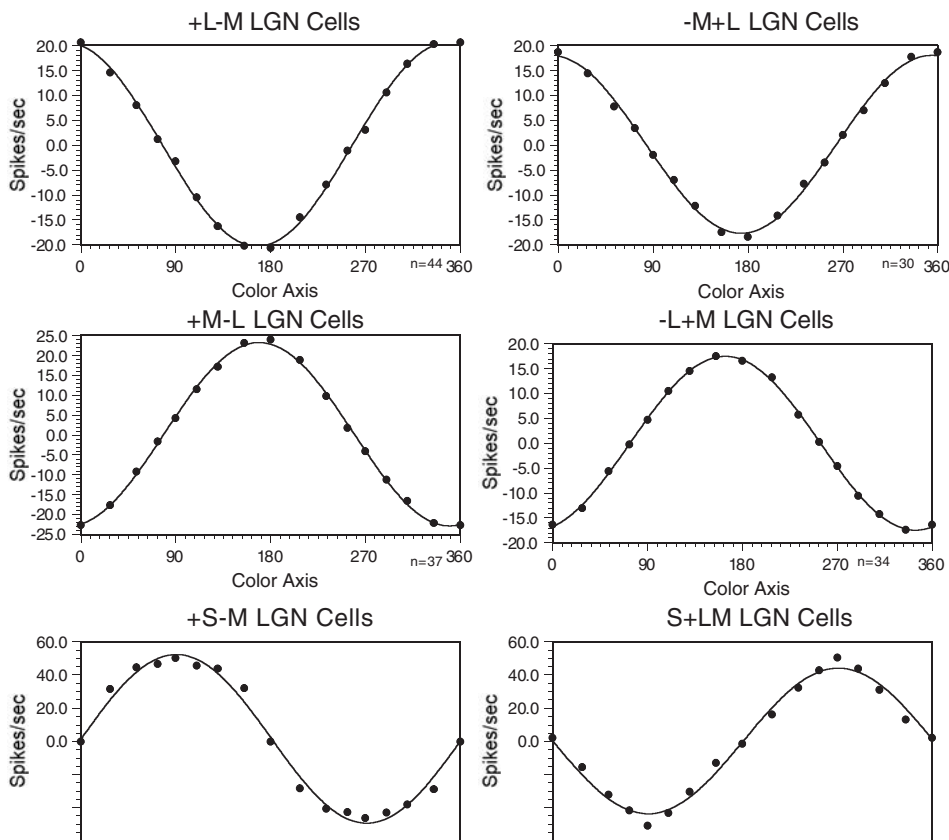 +L-M LGN Cells
Spikes/sec
20.0
15.0
10.0
5.0
0.0
-5.0
-10.0
-15.0
-20.0
0 90 180 270 n=44 360
Color Axis
-M+L LGN Cells
Spikes/sec
20.0
15.0
10.0
5.0
0.0
-5.0
-10.0
-15.0
-20.0
0 90 180 270 n=30 360
Color Axis
+M-L LGN Cells
Spikes/sec
25.0
20.0
15.0
10.0
5.0
0.0
-5.0
-10.0
-15.0
-20.0
-25.0
0 90 180 270 n=37 360
Color Axis
-L+M LGN Cells
Spikes/sec
20.0
15.0
10.0
5.0
0.0
-5.0
-10.0
-15.0
-20.0
0 90 180 270 n=34 360
Color Axis
+S-M LGN Cells
Spikes/sec
60.0
40.0
20.0
0.0
S+LM LGN Cells
Spikes/sec
60.0
40.0
20.0
0.0